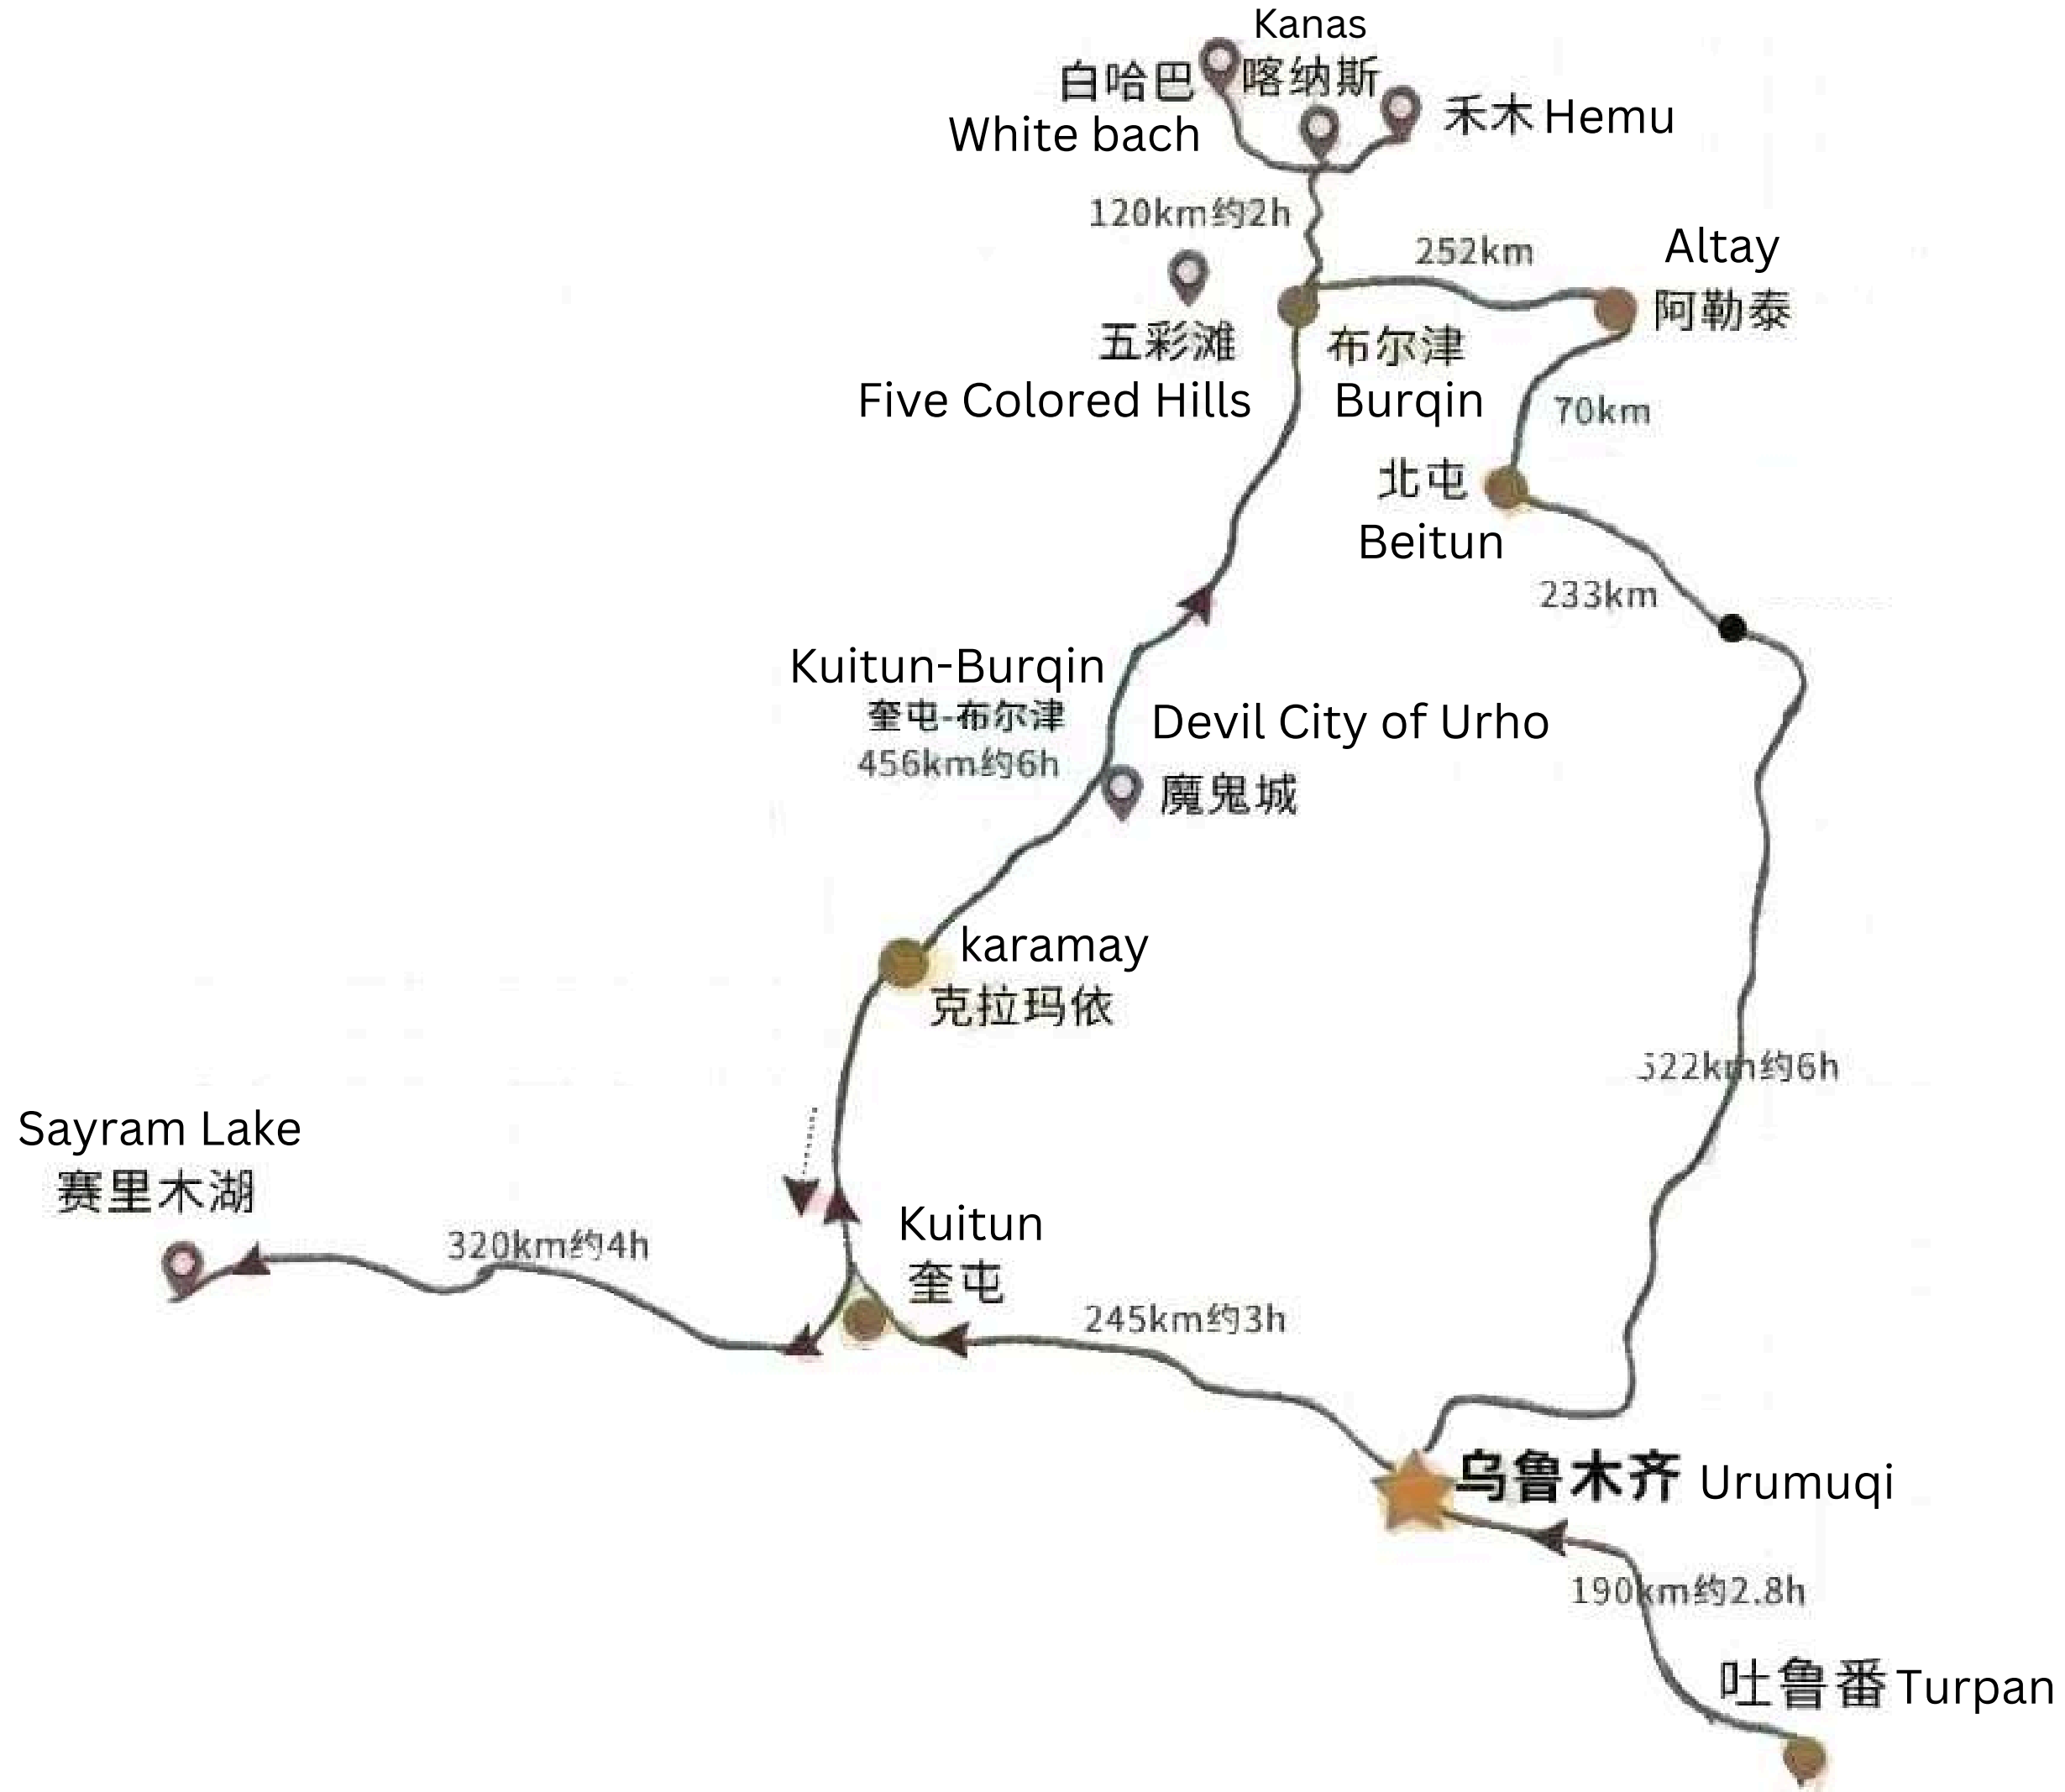 Kanas
喀纳斯
白哈巴
White bach
禾木 Hemu
120km约2h
252km
Altay
阿勒泰
五彩滩
Five Colored Hills
布尔津
Burqin
70km
北屯
Beitun
233km
Kuitun-Burqin
奎屯-布尔津
456km约6h
Devil City of Urho
魔鬼城
karamay
克拉玛依
522km约6h
Sayram Lake
赛里木湖
320km约4h
Kuitun
奎屯
245km约3h
乌鲁木齐 Urumuqi
190km约2.8h
吐鲁番 Turpan